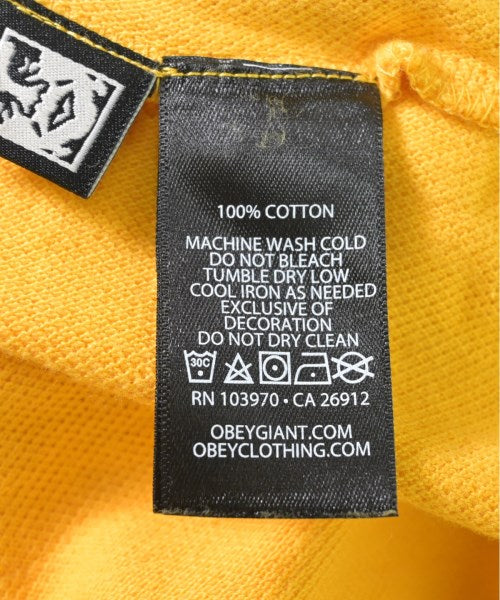 100% COTTON
MACHINE WASH COLD
DO NOT BLEACH
TUMBLE DRY LOW
COOL IRON AS NEEDED
EXCLUSIVE OF
DECORATION
DO NOT DRY CLEAN
30C
RN 103970 • CA 26912
OBEYGIANT.COM
OBEYCLOTHING.COM